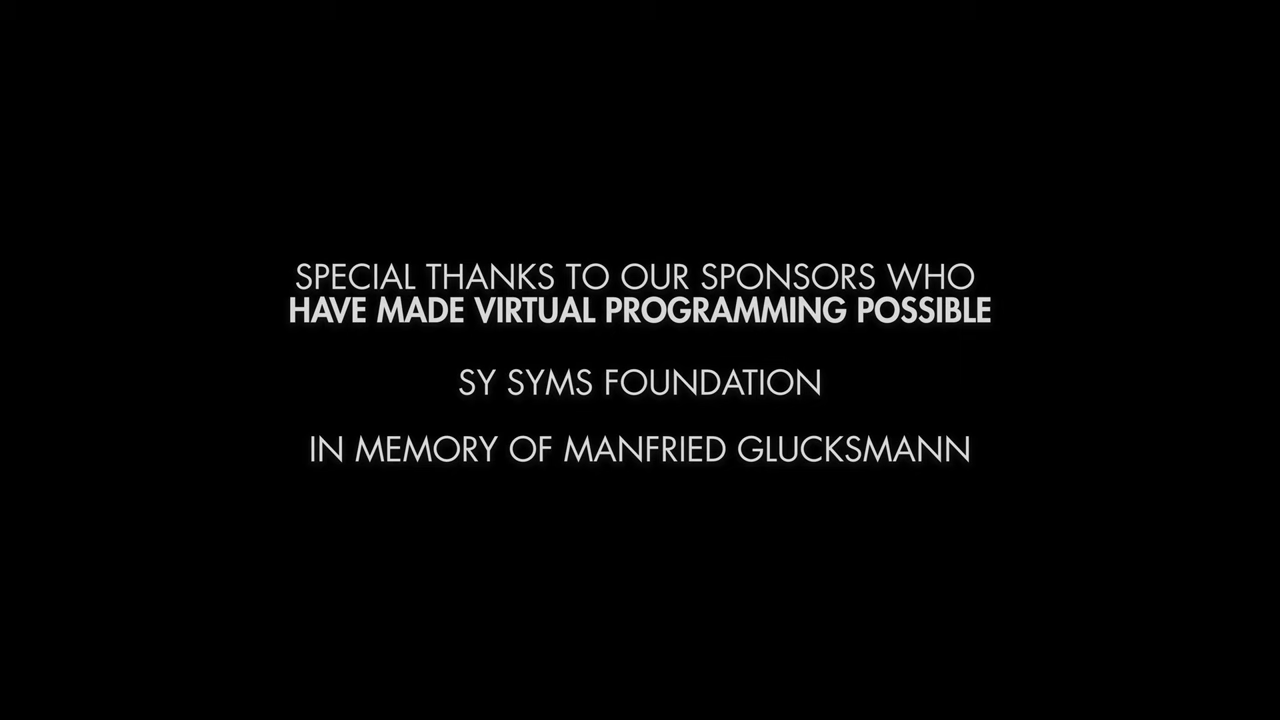 SPECIAL THANKS TO OUR SPONSORS WHO
HAVE MADE VIRTUAL PROGRAMMING POSSIBLE
SY SYMS FOUNDATION
IN MEMORY OF MANFRIED GLUCKSMANN